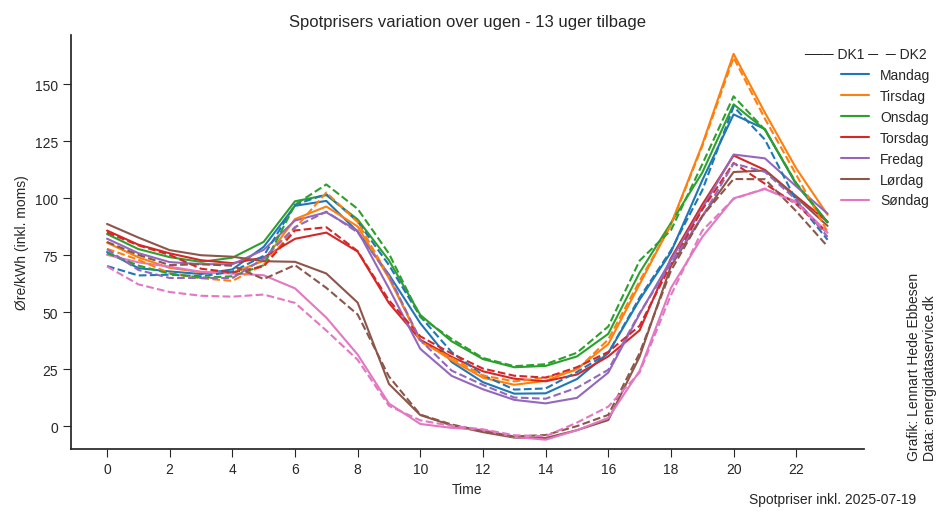 Spotprisers variation over ugen - 13 uger tilbage
DK1 DK2
Mandag
Tirsdag
Onsdag
Torsdag
Fredag
Lørdag
Søndag
Øre/kWh (inkl. moms)
150
125
100
75
50
25
0
0 2 4 6 8 10 12 14 16 18 20 22
Time
Grafik: Lennart Hede Ebbesen
Data: energidataservice.dk
Spotpriser inkl. 2025-07-19